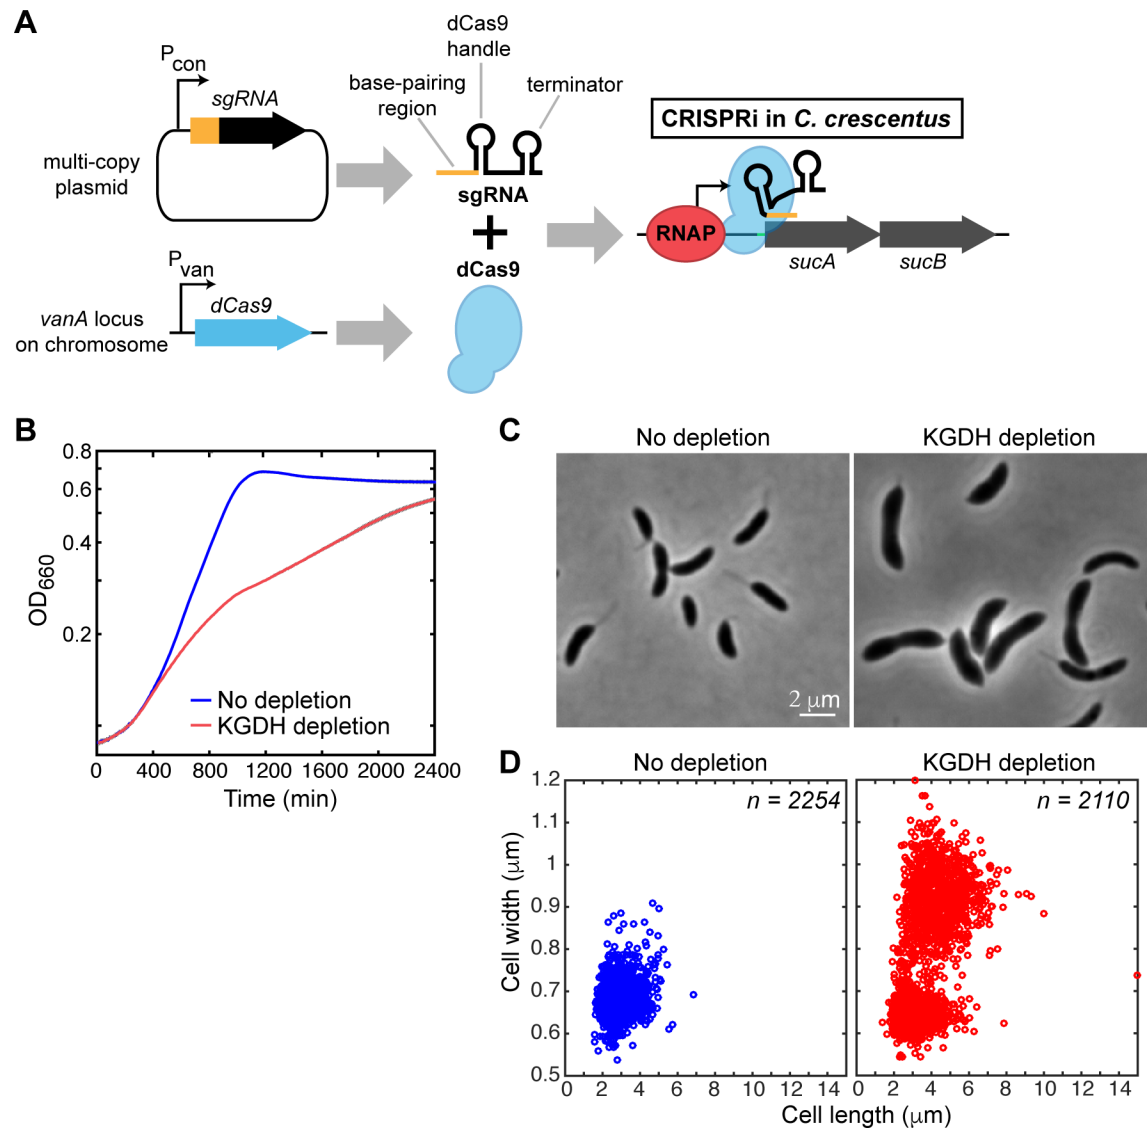 A
P_con
sgRNA
multi-copy
plasmid
base-pairing
region
dCas9
handle
terminator
sgRNA
+
dCas9
P_van
dCas9
vanA locus
on chromosome
CRISPRi in C. crescentus
RNAP
sucA
sucB
B
OD660
0.8
0.6
0.4
0.2
No depletion
KGDH depletion
0 400 800 1200 1600 2000 2400
Time (min)
C
No depletion
KGDH depletion
2 μm
D
No depletion
KGDH depletion
n = 2254
n = 2110
Cell width (μm)
1.2
1.1
1
0.9
0.8
0.7
0.6
0.5
0 2 4 6 8 10 12 14
0 2 4 6 8 10 12 14
Cell length (μm)